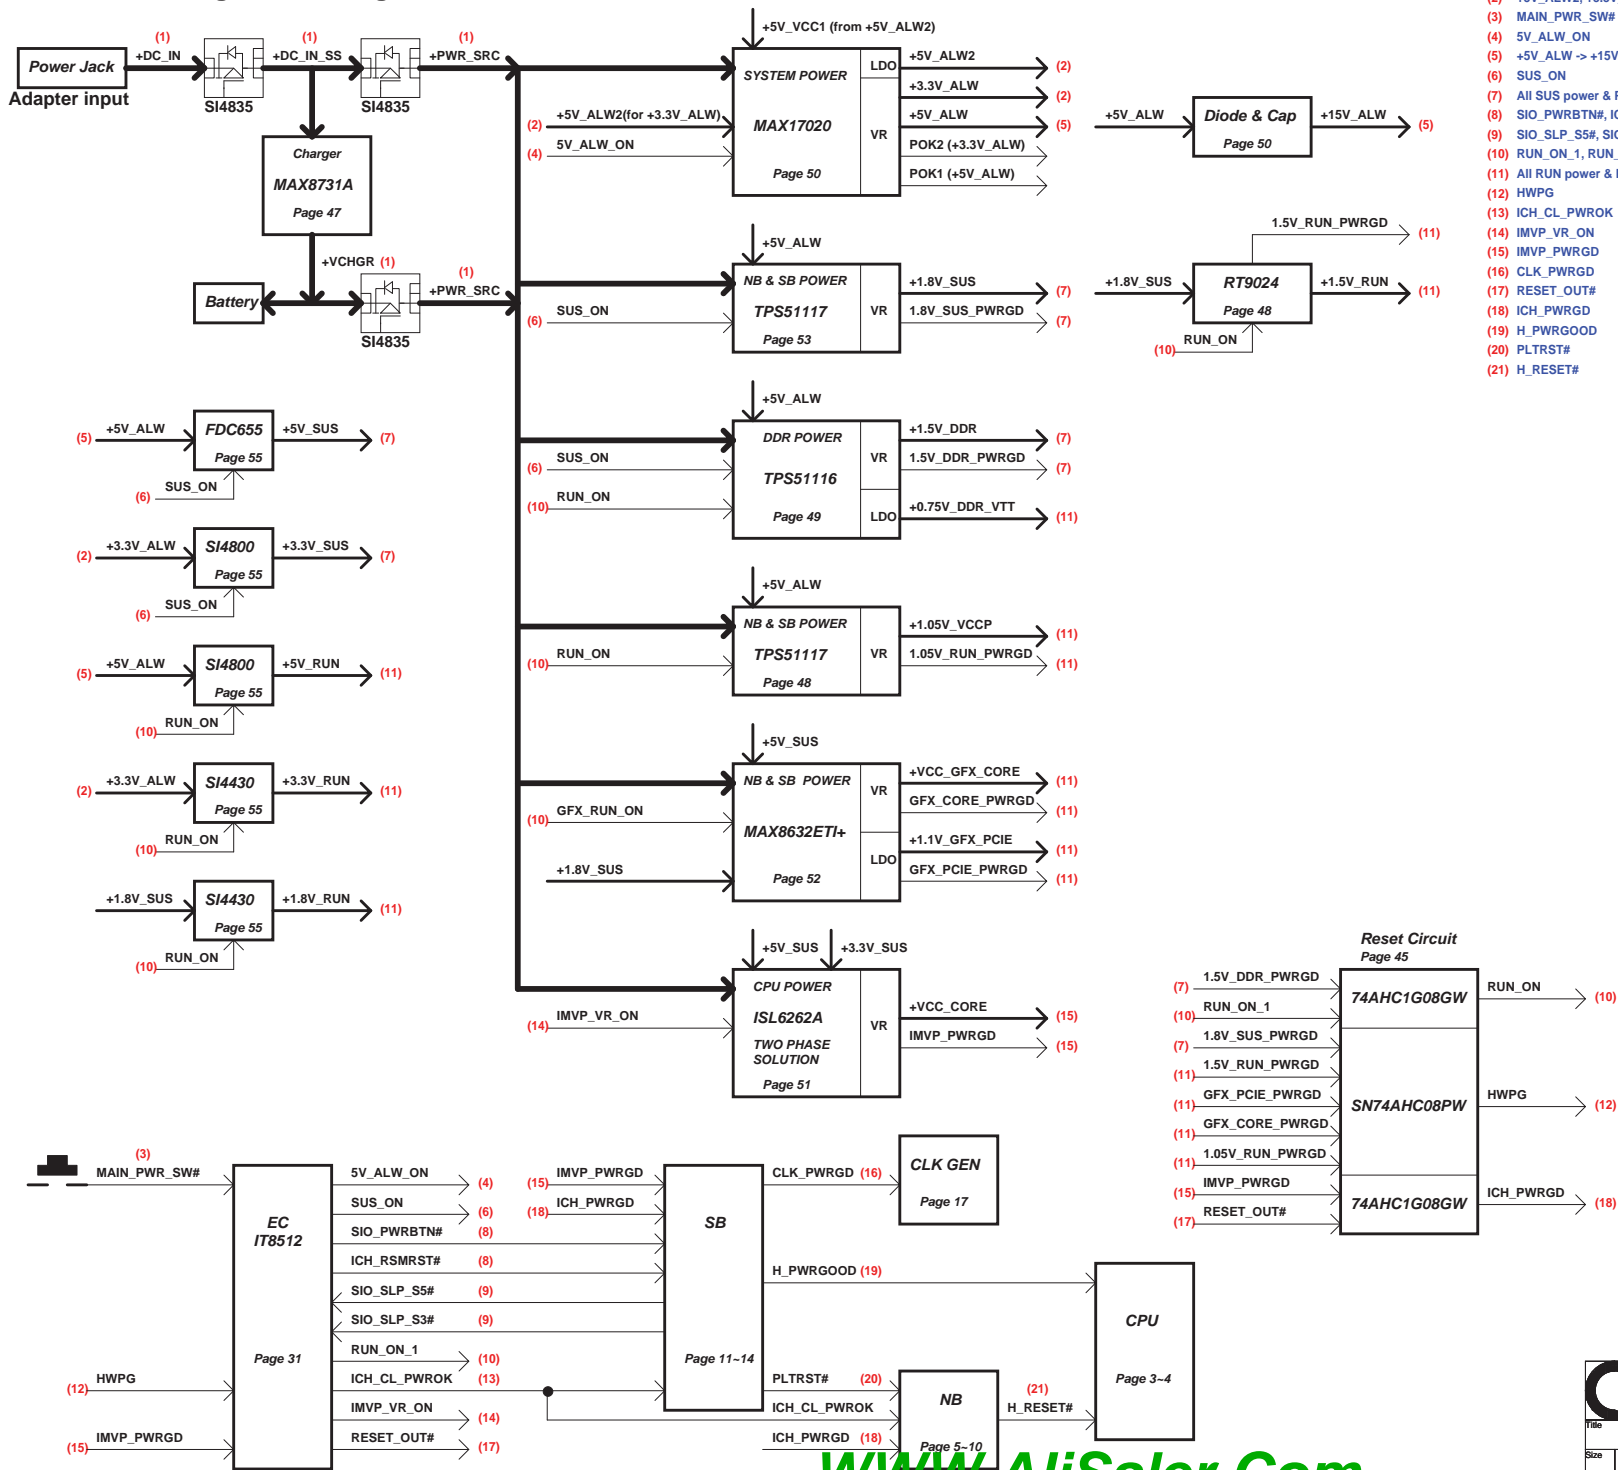 (1)
+DC_IN
(1)
+DC_IN_SS
(1)
+PWR_SRC
Power Jack
Adapter input
SI4835
SI4835
Charger
MAX8731A
Page 47
+VCHGR (1)
(1)
+PWR_SRC
Battery
SI4835
+5V_VCC1 (from +5V_ALW2)
SYSTEM POWER
MAX17020
Page 50
LDO
VR
(2) +5V_ALW2(for +3.3V_ALW)
(4) 5V_ALW_ON
+5V_ALW2 (2)
+3.3V_ALW (2)
+5V_ALW (5)
POK2 (+3.3V_ALW)
POK1 (+5V_ALW)
+5V_ALW
Diode & Cap
Page 50
+15V_ALW (5)
+5V_ALW
NB & SB POWER
TPS51117
Page 53
VR
(6) SUS_ON
+1.8V_SUS (7)
1.8V_SUS_PWRGD (7)
1.5V_RUN_PWRGD (11)
+1.8V_SUS
RT9024
Page 48
+1.5V_RUN (11)
(10) RUN_ON
(3) MAIN_PWR_SW#
(4) 5V_ALW_ON
(5) +5V_ALW -> +15V
(6) SUS_ON
(7) All SUS power &
(8) SIO_PWRBTN#,
(9) SIO_SLP_S5#,
(10) RUN_ON_1,
(11) All RUN power &
(12) HWPG
(13) ICH_CL_PWROK
(14) IMVP_VR_ON
(15) IMVP_PWRGD
(16) CLK_PWRGD
(17) RESET_OUT#
(18) ICH_PWRGD
(19) H_PWRGOOD
(20) PLTRST#
(21) H_RESET#
+5V_ALW
DDR POWER
TPS51116
Page 49
VR
LDO
(6) SUS_ON
(10) RUN_ON
+1.5V_DDR (7)
1.5V_DDR_PWRGD (7)
+0.75V_DDR_VTT (11)
(5) +5V_ALW
FDC655
Page 55
+5V_SUS (7)
(6) SUS_ON
(2) +3.3V_ALW
SI4800
Page 55
+3.3V_SUS (7)
(6) SUS_ON
(5) +5V_ALW
SI4800
Page 55
+5V_RUN (11)
(10) RUN_ON
(2) +3.3V_ALW
SI4430
Page 55
+3.3V_RUN (11)
(10) RUN_ON
+1.8V_SUS
SI4430
Page 55
+1.8V_RUN (11)
(10) RUN_ON
+5V_ALW
NB & SB POWER
TPS51117
Page 48
VR
(10) RUN_ON
+1.05V_VCCP (11)
1.05V_RUN_PWRGD (11)
+5V_SUS
NB & SB POWER
MAX8632ETI+
Page 52
VR
LDO
(10) GFX_RUN_ON
+1.8V_SUS
+VCC_GFX_CORE (11)
GFX_CORE_PWRGD (11)
+1.1V_GFX_PCIE (11)
GFX_PCIE_PWRGD (11)
+5V_SUS
+3.3V_SUS
CPU POWER
ISL6262A
TWO PHASE
SOLUTION
Page 51
VR
(14) IMVP_VR_ON
+VCC_CORE (15)
IMVP_PWRGD (15)
Reset Circuit
Page 45
(7) 1.5V_DDR_PWRGD
(10) RUN_ON_1
(7) 1.8V_SUS_PWRGD
(11) 1.5V_RUN_PWRGD
(11) GFX_PCIE_PWRGD
(11) GFX_CORE_PWRGD
(11) 1.05V_RUN_PWRGD
(15) IMVP_PWRGD
(17) RESET_OUT#
74AHC1G08GW
SN74AHC08PW
74AHC1G08GW
RUN_ON (10)
HWPG (12)
ICH_PWRGD (18)
(3)
MAIN_PWR_SW#
EC
IT8512
Page 31
(12) HWPG
(15) IMVP_PWRGD
5V_ALW_ON (4)
SUS_ON (6)
SIO_PWRBTN# (8)
ICH_RSMRST# (8)
SIO_SLP_S5# (9)
SIO_SLP_S3# (9)
RUN_ON_1 (10)
ICH_CL_PWROK (13)
IMVP_VR_ON (14)
RESET_OUT# (17)
(15) IMVP_PWRGD
(18) ICH_PWRGD
SB
Page 11~14
CLK_PWRGD (16)
CLK GEN
Page 17
H_PWRGOOD (19)
CPU
Page 3~4
PLTRST# (20)
ICH_CL_PWROK
ICH_PWRGD (18)
NB
Page 5~10
(21)
H_RESET#
Title
Size
WWW.AliSaler.Com